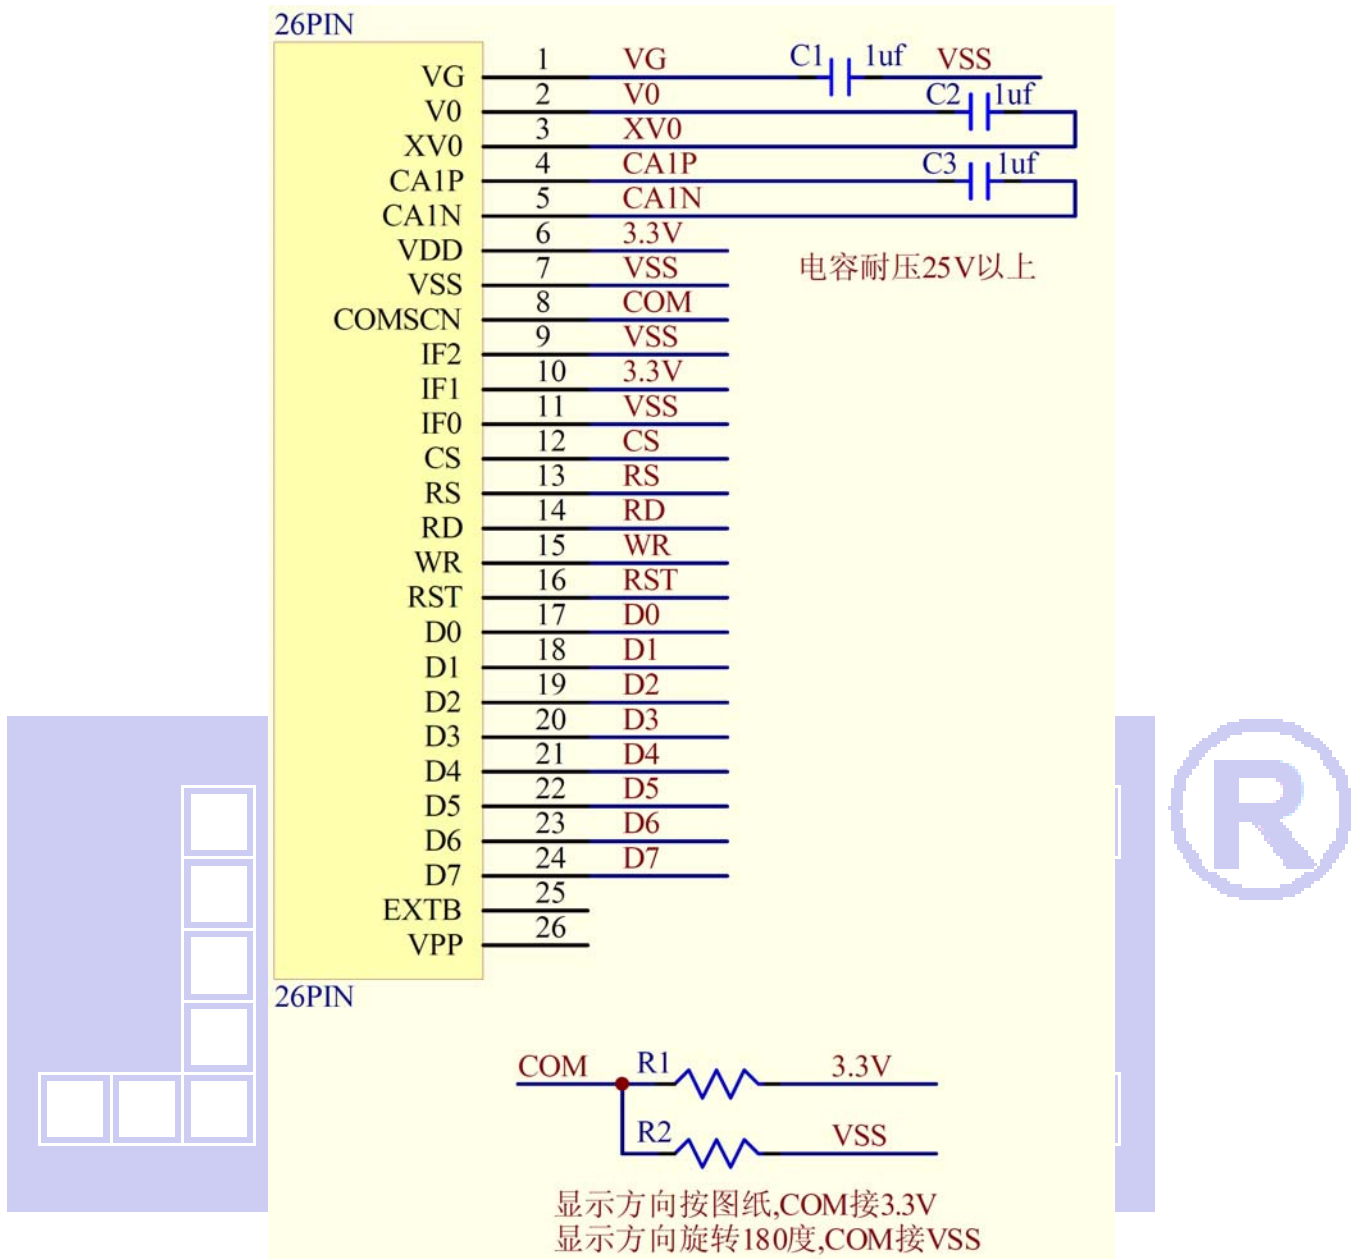 26PIN
VG 1 VG C1 1uf VSS
V0 2 V0 C2 1uf
XV0 3 XV0
CA1P 4 CA1P C3 1uf
CA1N 5 CA1N
VDD 6 3.3V
电容耐压25V以上
VSS 7 VSS
COMSCN 8 COM
IF2 9 VSS
IF1 10 3.3V
IF0 11 VSS
CS 12 CS
RS 13 RS
RD 14 RD
WR 15 WR
RST 16 RST
D0 17 D0
D1 18 D1
D2 19 D2
D3 20 D3
D4 21 D4
D5 22 D5
D6 23 D6
D7 24 D7
EXTB 25
VPP 26
26PIN
®
COM R1 3.3V
R2 VSS
显示方向按图纸,COM接3.3V
显示方向旋转180度,COM接VSS